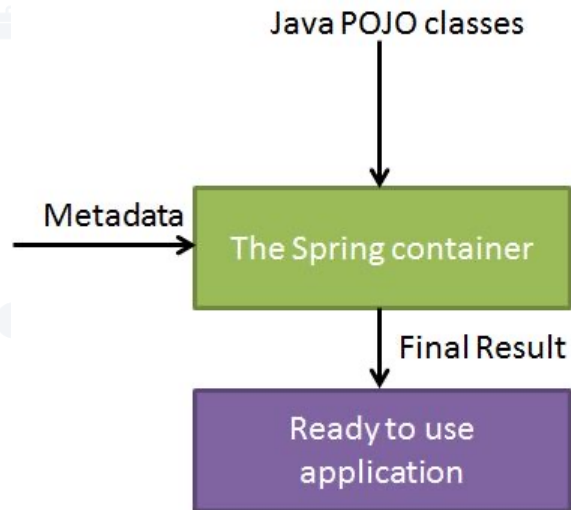 Java POJO classes
Metadata
The Spring container
Final Result
Ready to use
application